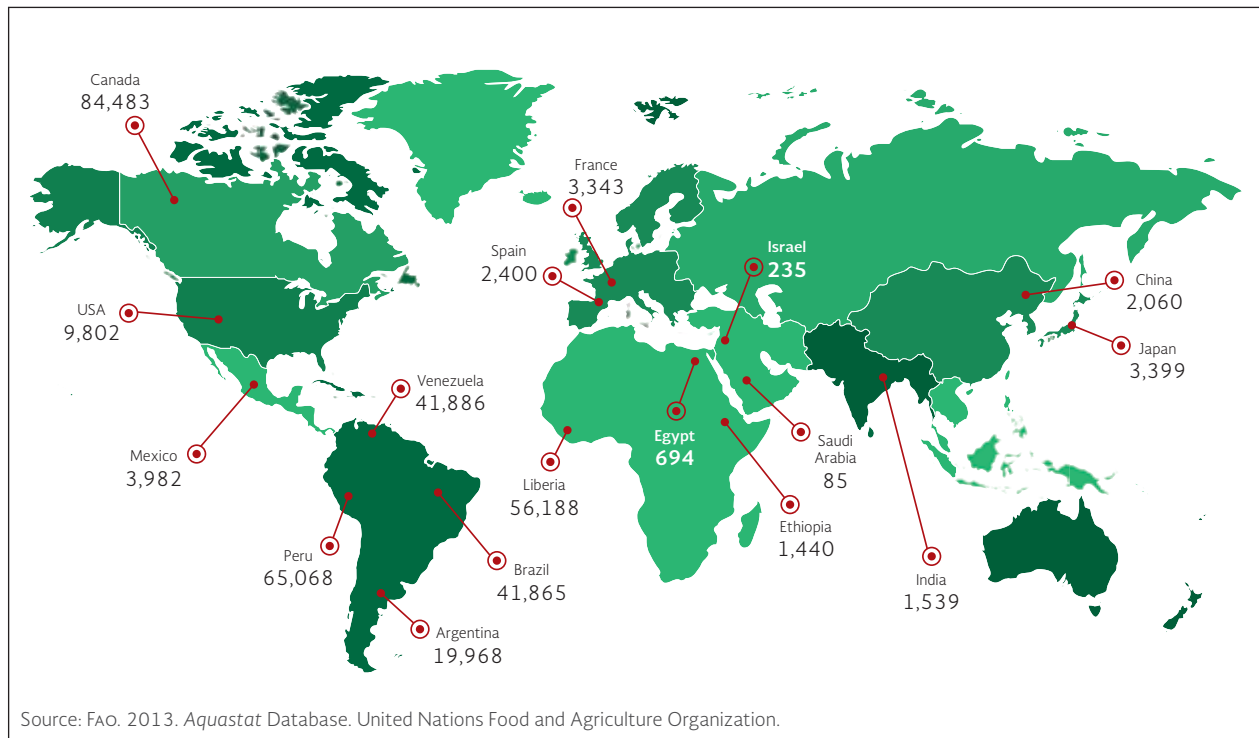 Canada
84,483
France
3,343
Spain
2,400
Israel
235
China
2,060
USA
9,802
Japan
3,399
Venezuela
41,886
Mexico
3,982
Egypt
694
Saudi
Arabia
85
Liberia
56,188
Ethiopia
1,440
Peru
65,068
Brazil
41,865
India
1,539
Argentina
19,968
Source: FAO. 2013. Aquastat Database. United Nations Food and Agriculture Organization.